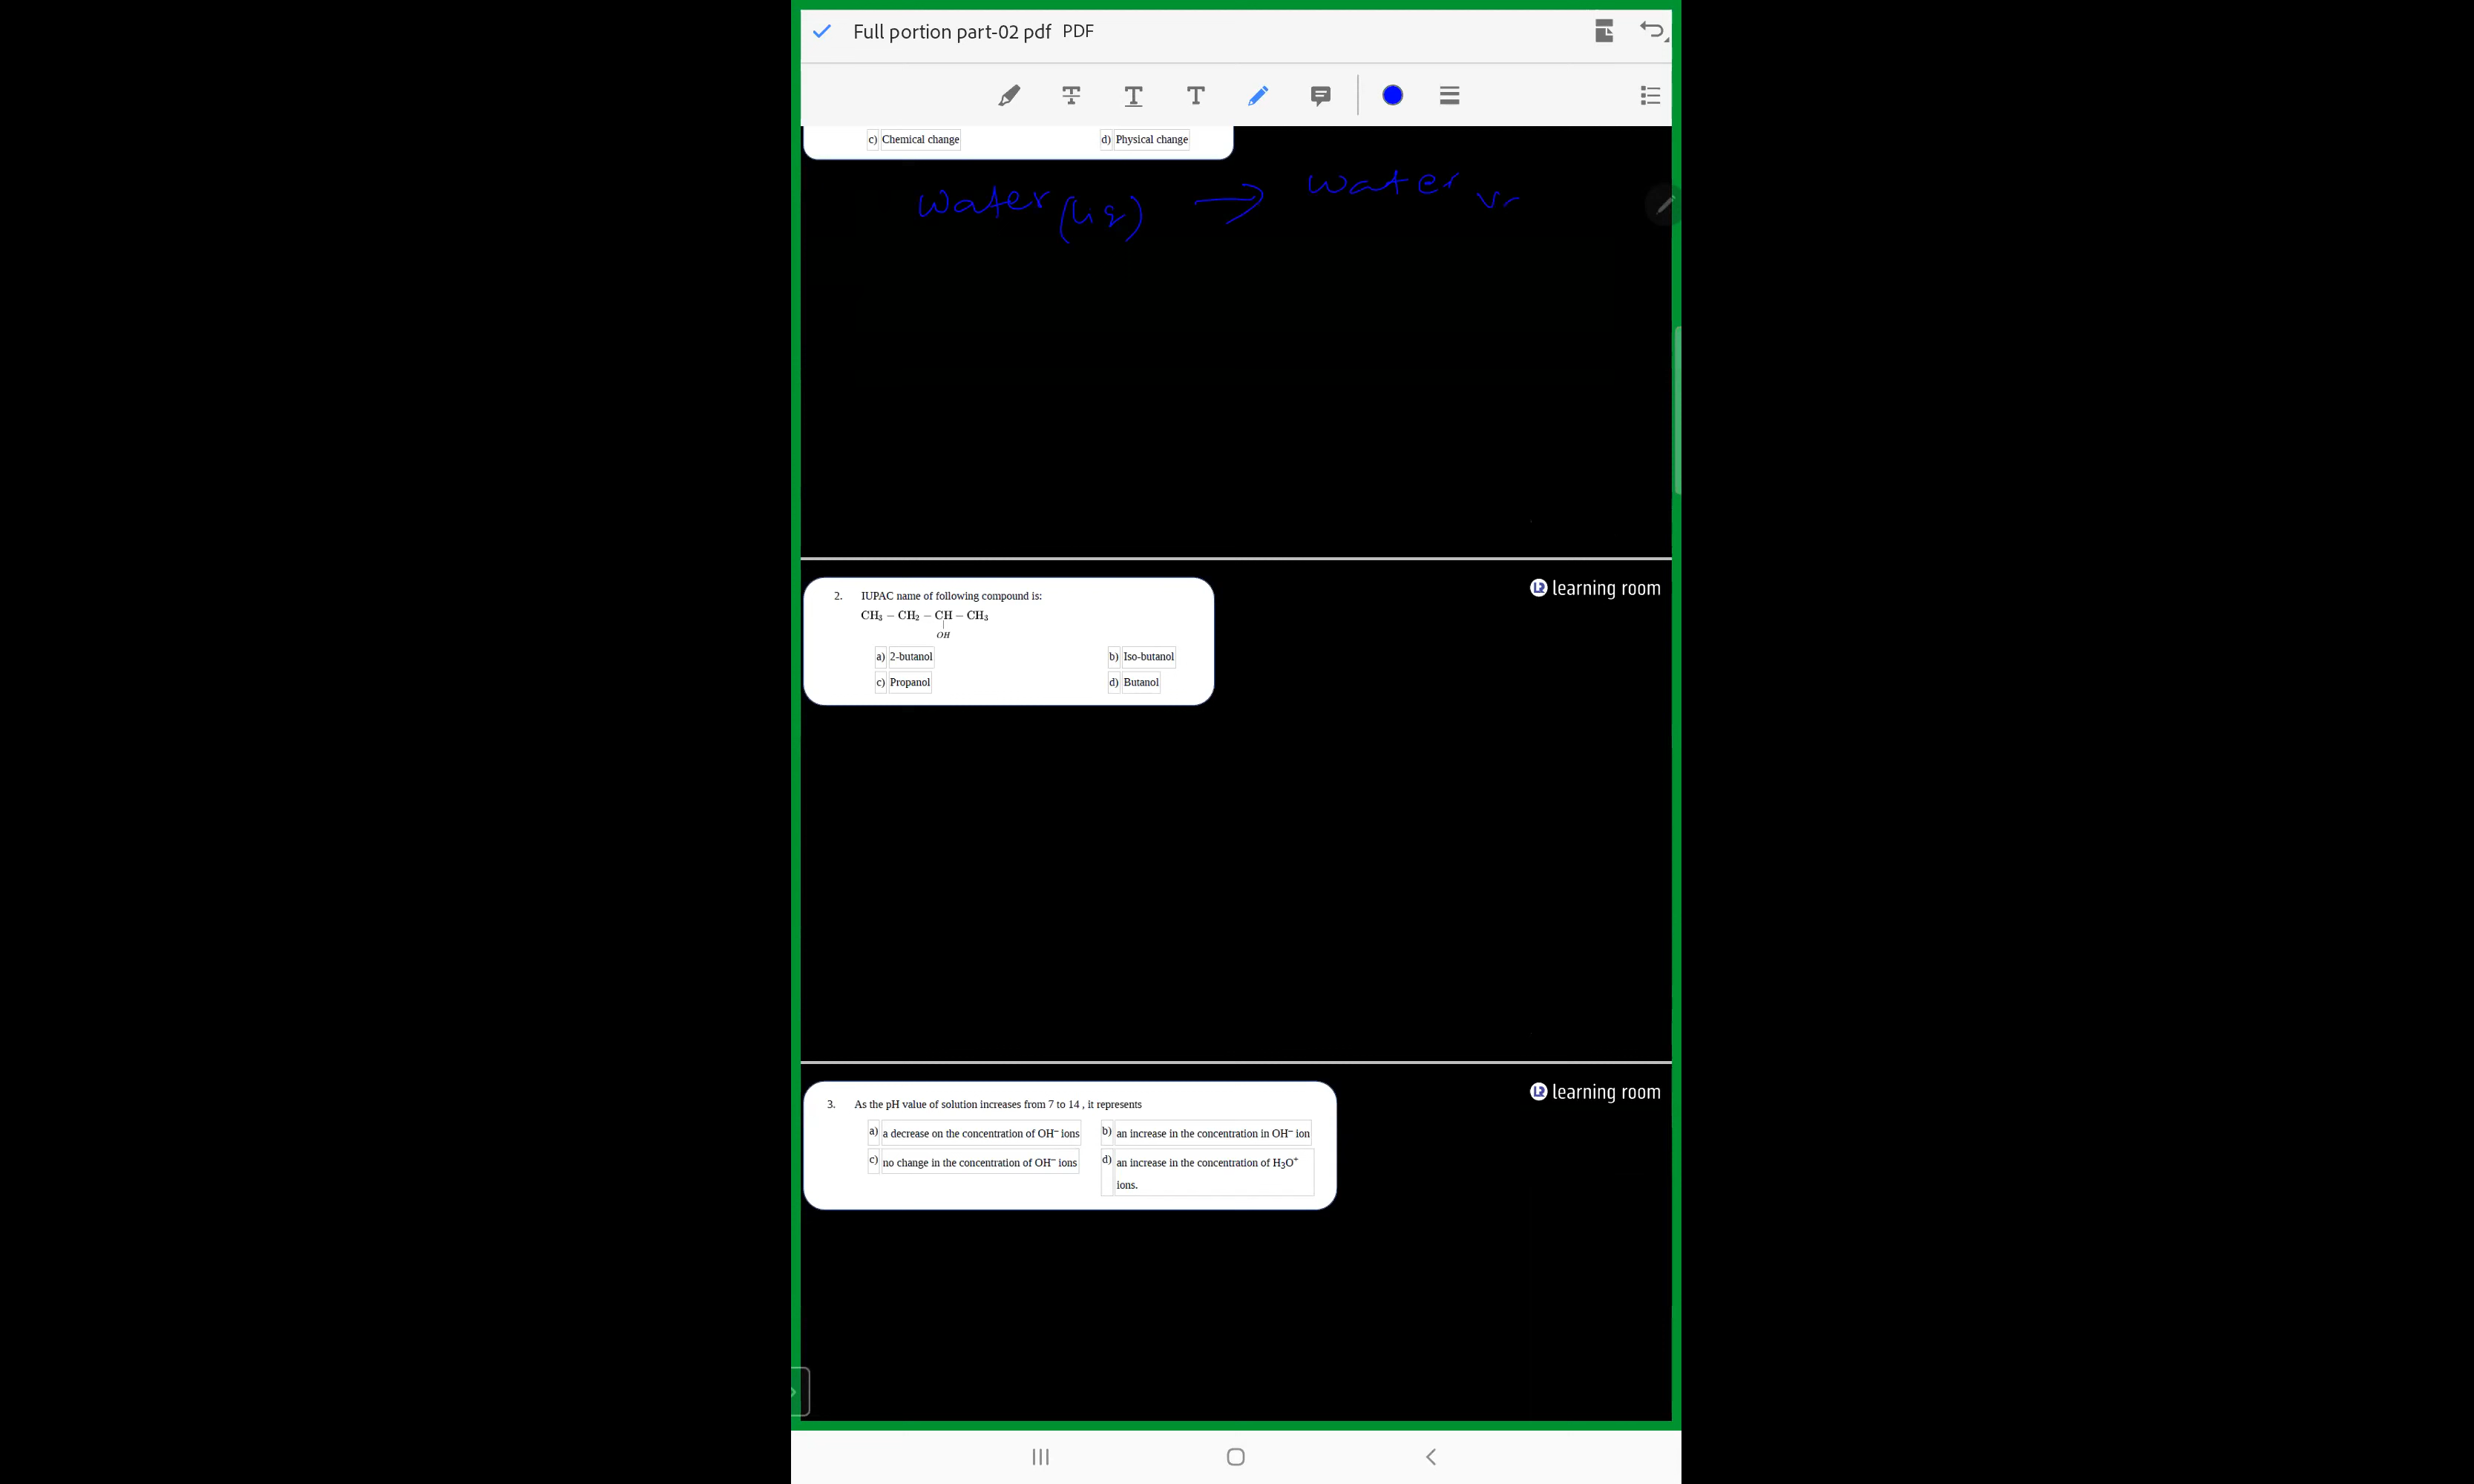 Full portion part-02 pdf PDF
c) Chemical change d) Physical change
water (liq) → water
learning room
2. IUPAC name of following compound is:
CH₃ − CH₂ − CH − CH₃
|
OH
a) 2-butanol b) Iso-butanol
c) Propanol d) Butanol
learning room
3. As the pH value of solution increases from 7 to 14 , it represents
a) a decrease on the concentration of OH⁻ ions b) an increase in the concentration in OH⁻ ion
c) no change in the concentration of OH⁻ ions d) an increase in the concentration of H₃O⁺
ions.